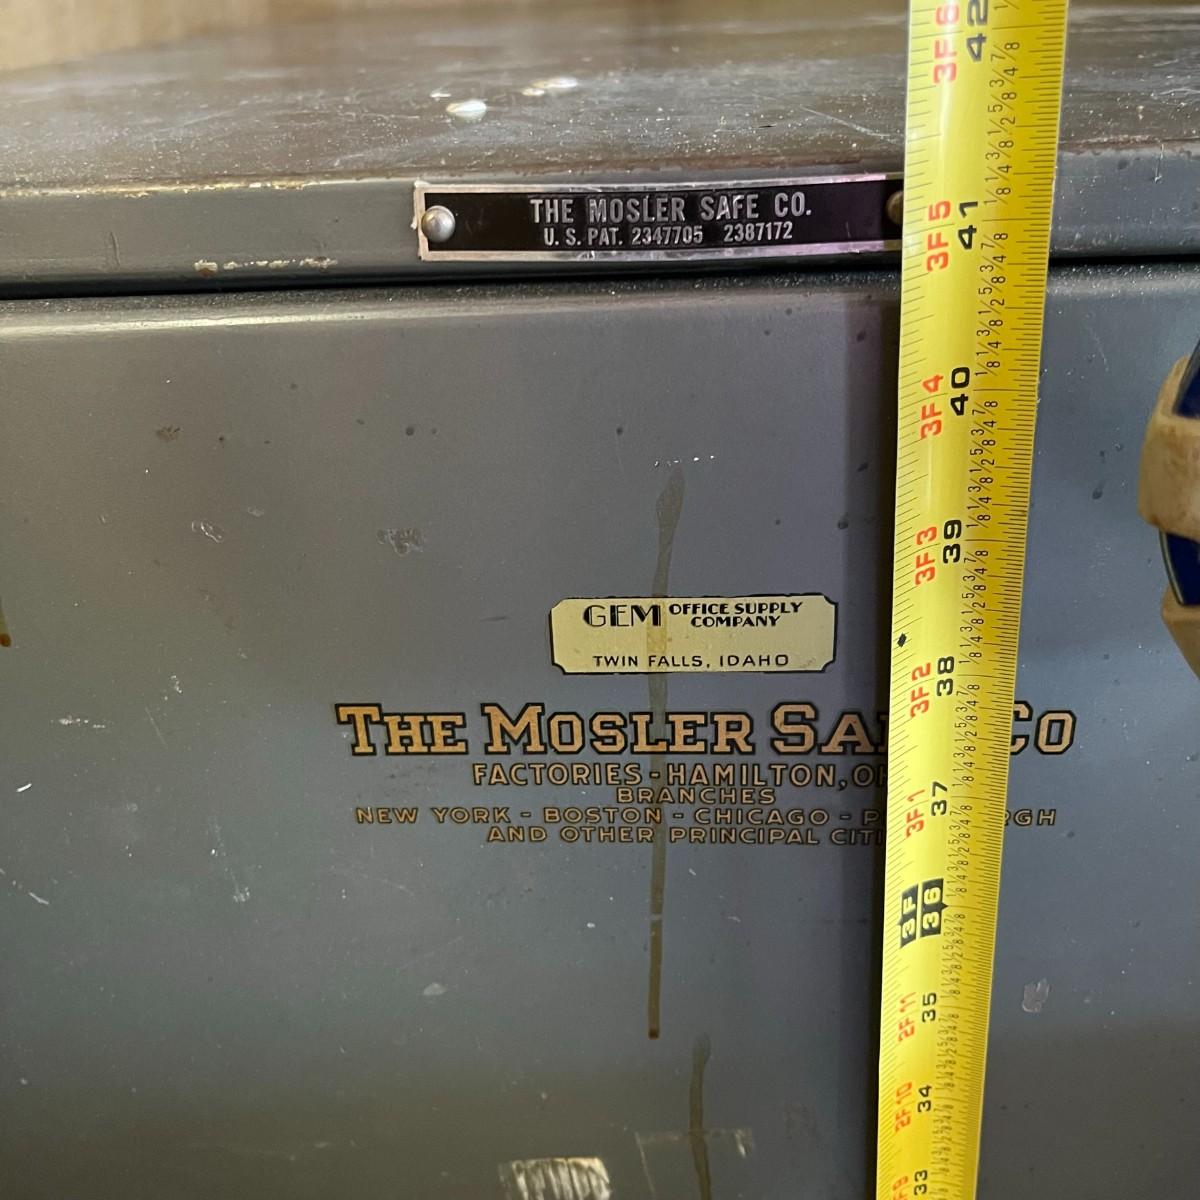 THE MOSLER SAFE CO.
U. S. PAT. 2347705 2387172
GEM OFFICE SUPPLY
COMPANY
TWIN FALLS, IDAHO
THE MOSLER SA CO
FACTORIES - HAMILTON, O
BRANCHES
NEW YORK - BOSTON - CHICAGO - P RGH
AND OTHER PRINCIPAL CITI
3F6 42
3F5 41
3F4 40
3F3 39
3F2 38
3F1 37
3F 36
2F11 35
2F10 34
F9 33